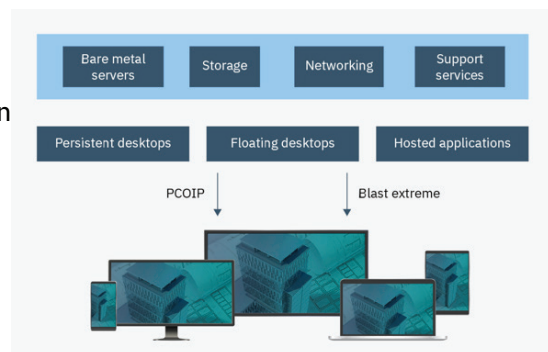 Bare metal
servers
Storage
Networking
Support
services
n
Persistent desktops
Floating desktops
Hosted applications
PCOIP
Blast extreme